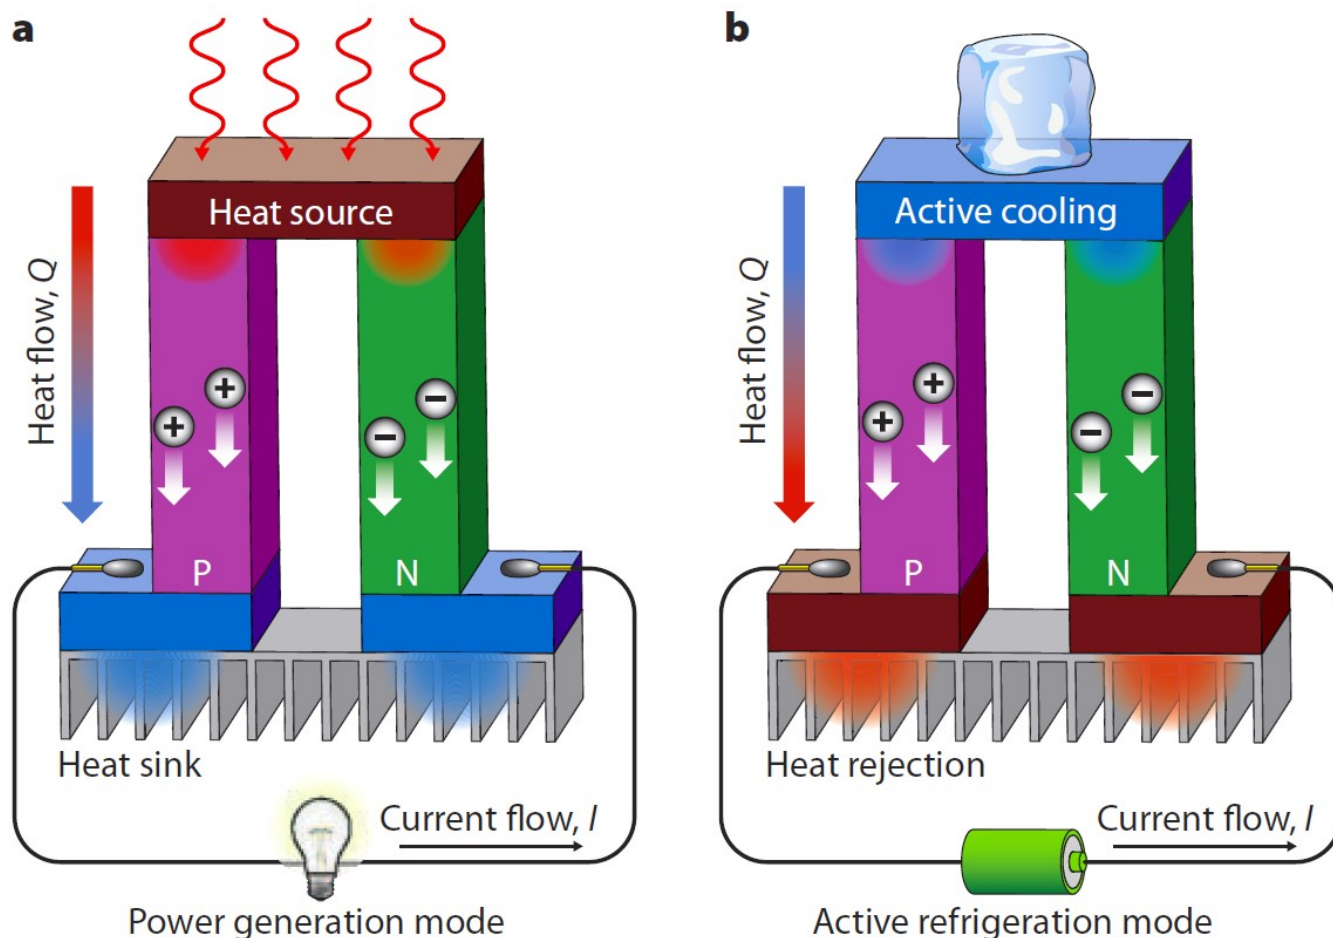 a
Heat source
Heat flow, Q
+
+
−
−
P
N
Heat sink
Current flow, I
Power generation mode
b
Active cooling
Heat flow, Q
+
+
−
−
P
N
Heat rejection
Current flow, I
Active refrigeration mode